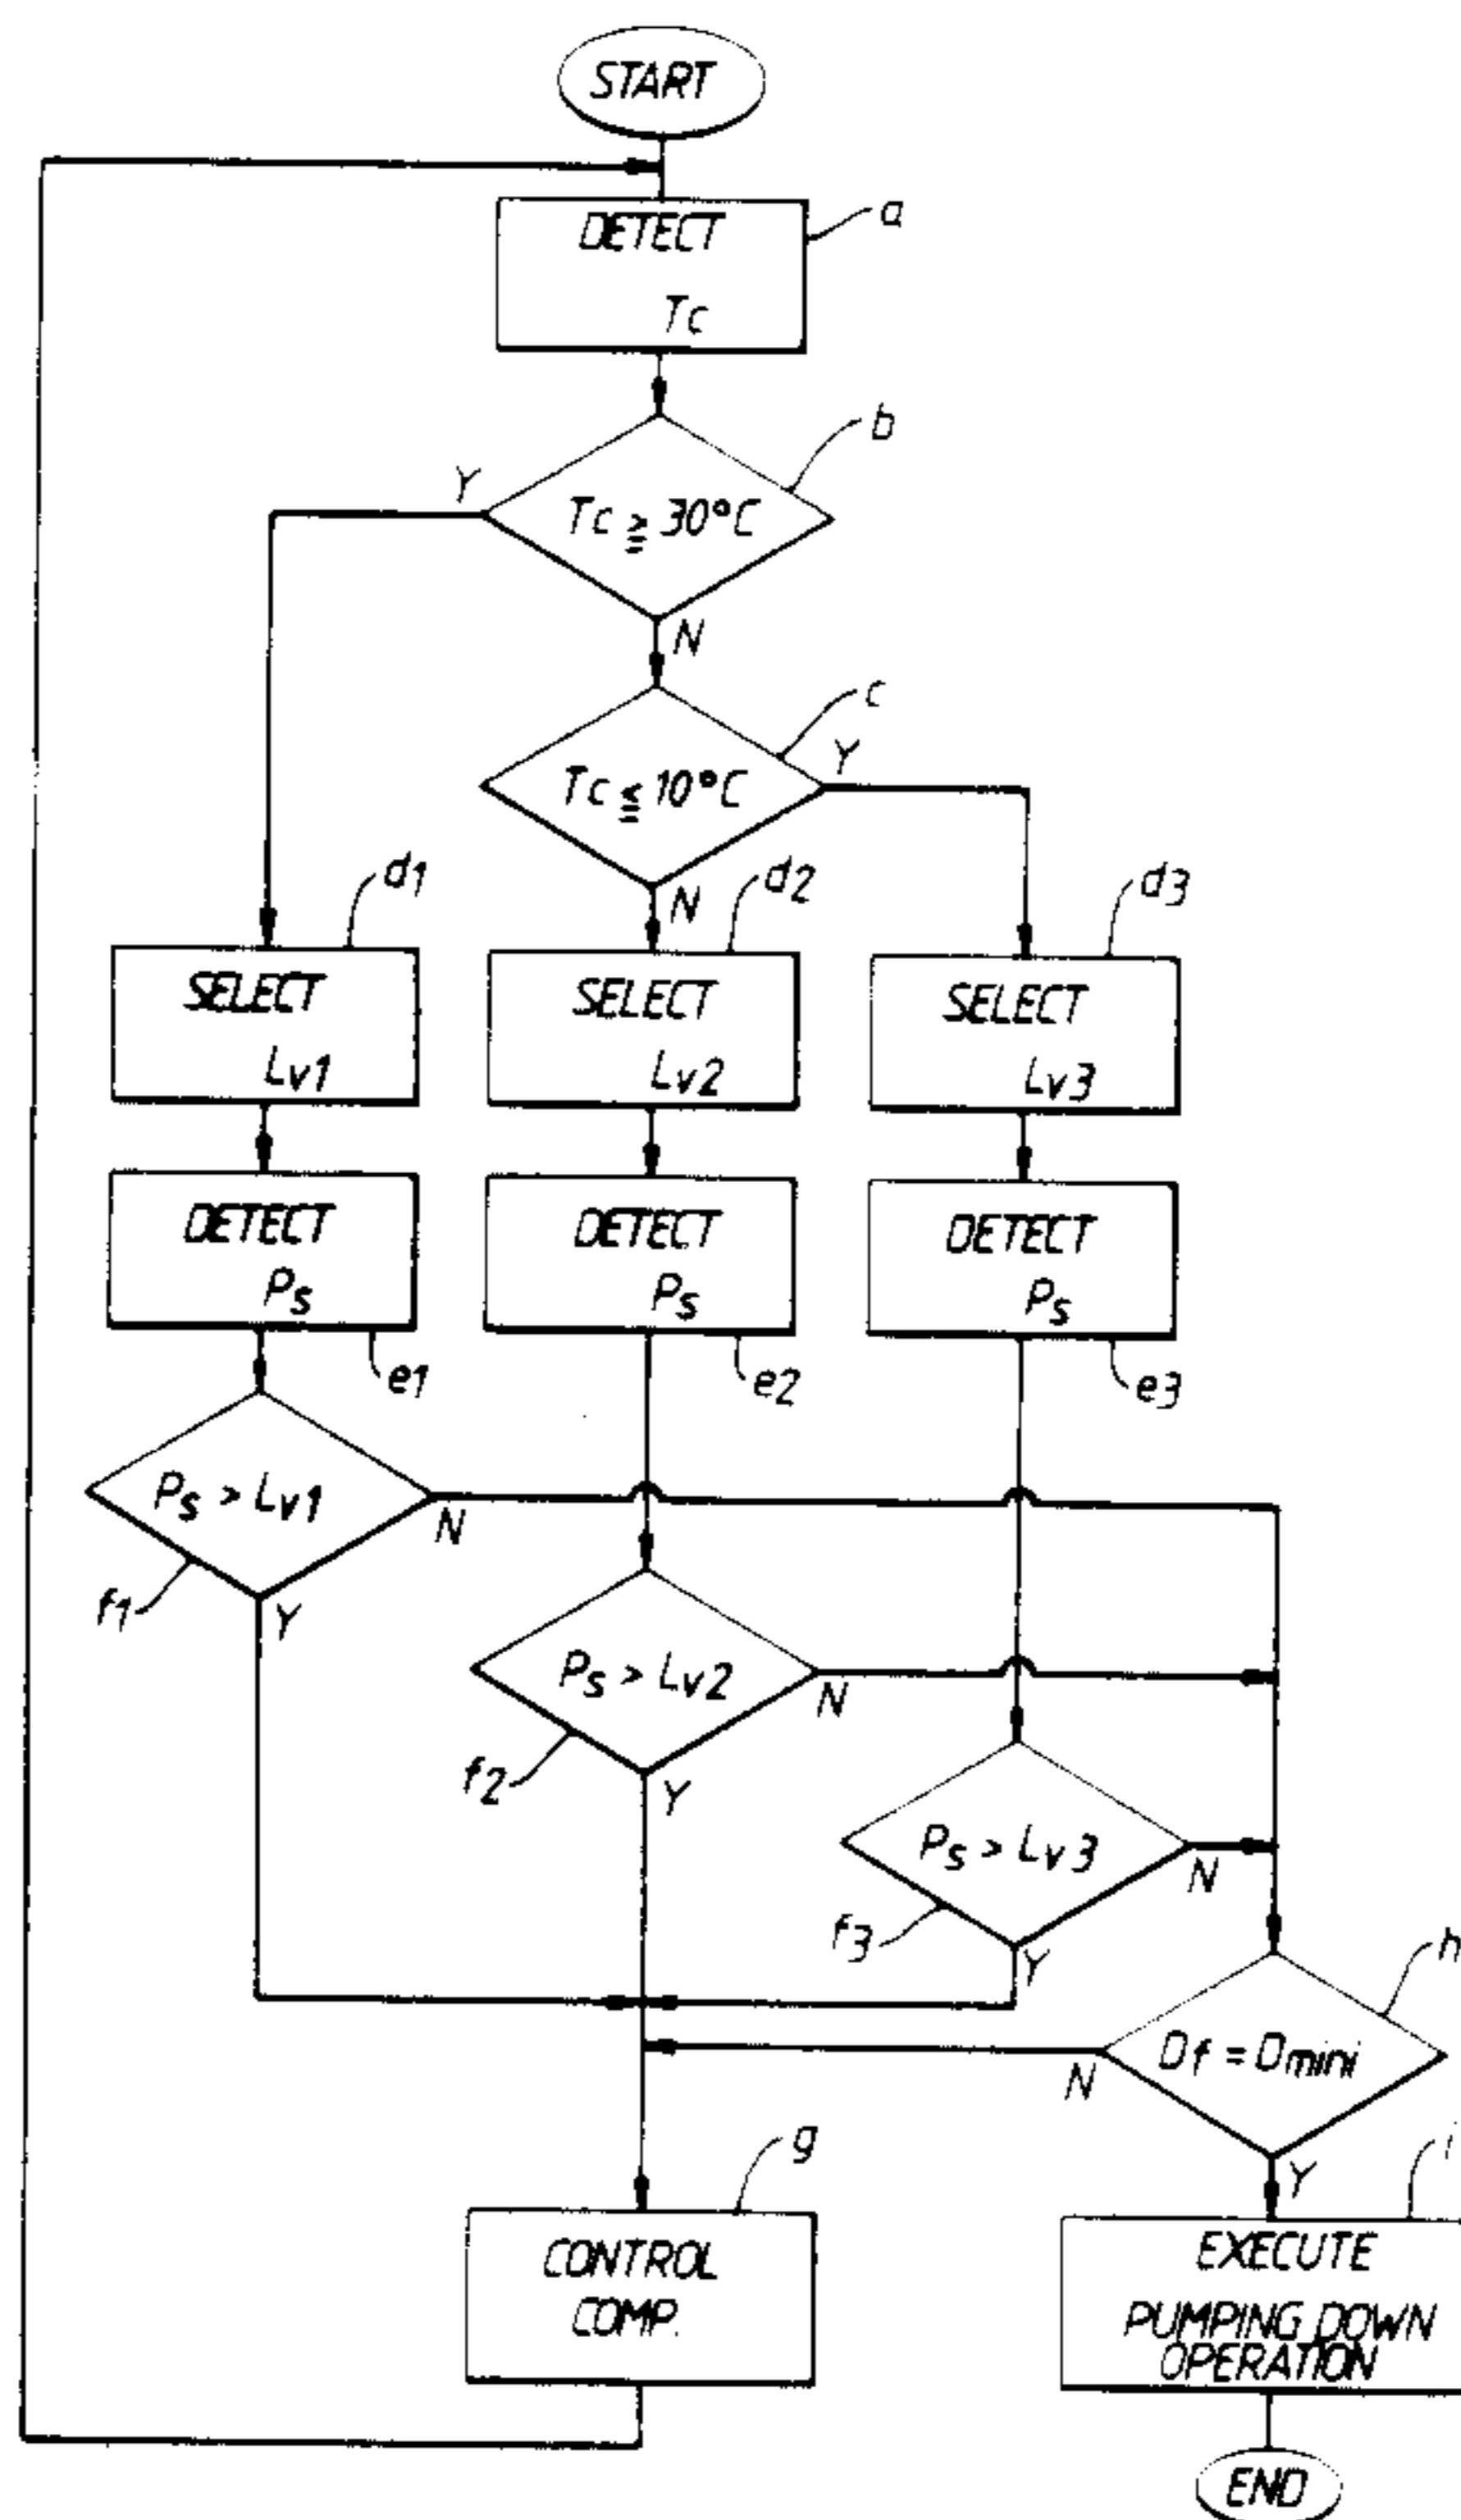 START
DETECT
Tc
a
b
Y
Tc ≧ 30°C
N
c
Y
Tc ≦ 10°C
N
d1
d2
d3
SELECT
Lv1
SELECT
Lv2
SELECT
Lv3
DETECT
Ps
DETECT
Ps
DETECT
Ps
e1
e2
e3
Ps > Lv1
N
f1
Y
Ps > Lv2
N
f2
Y
Ps > Lv3
N
f3
Y
h
Df = Dmini
N
Y
g
i
CONTROL
COMP.
EXECUTE
PUMPING DOWN
OPERATION
END